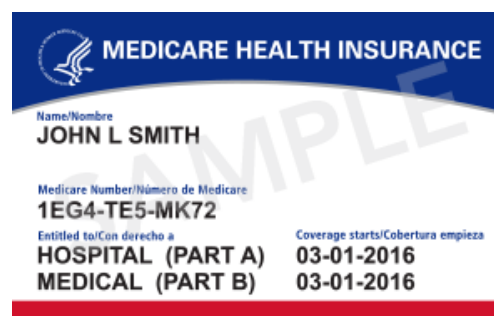 MEDICARE HEALTH INSURANCE
Name/Nombre
JOHN L SMITH
Medicare Number/Número de Medicare
1EG4-TE5-MK72
Entitled to/Con derecho a Coverage starts/Cobertura empieza
HOSPITAL (PART A) 03-01-2016
MEDICAL (PART B) 03-01-2016
SAMPLE